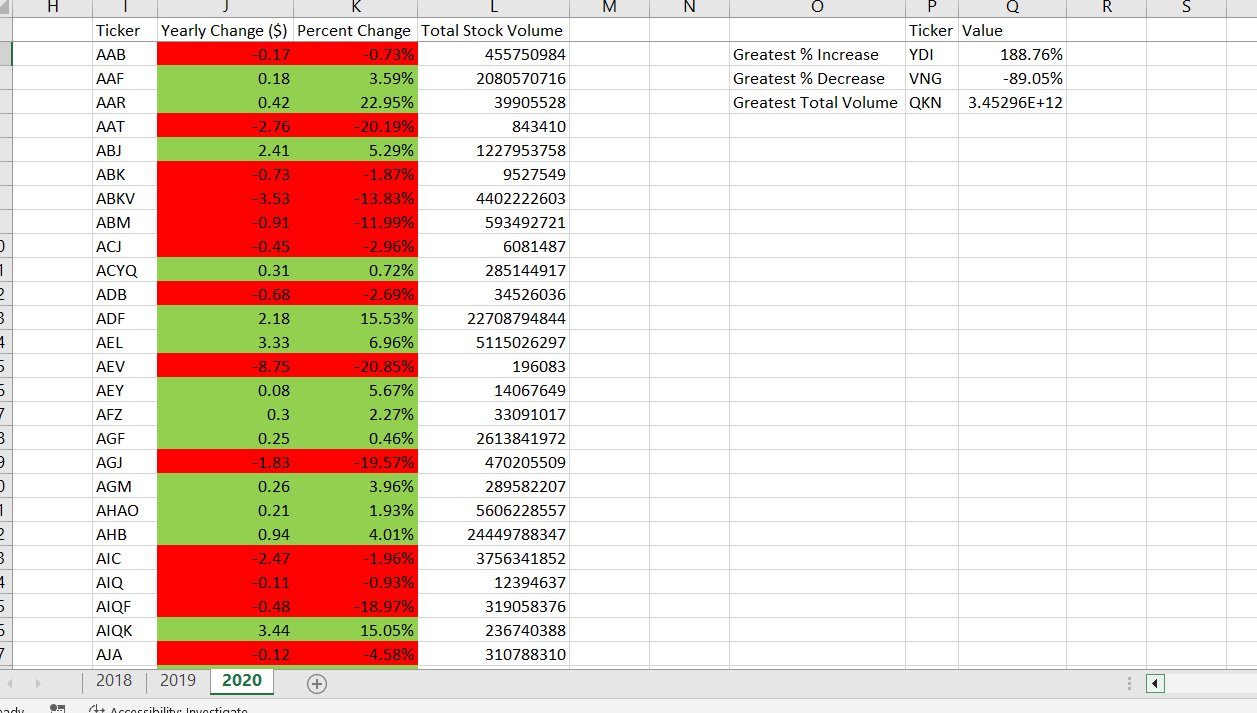 H I J K L M N O P Q R S
Ticker Yearly Change ($) Percent Change Total Stock Volume Ticker Value
AAB -0.17 -0.73% 455750984 Greatest % Increase YDI 188.76%
AAF 0.18 3.59% 2080570716 Greatest % Decrease VNG -89.05%
AAR 0.42 22.95% 39905528 Greatest Total Volume QKN 3.45296E+12
AAT -2.76 -20.19% 843410
ABJ 2.41 5.29% 1227953758
ABK -0.73 -1.87% 9527549
ABKV -3.53 -13.83% 4402222603
ABM -0.91 -11.99% 593492721
ACJ -0.45 -2.96% 6081487
ACYQ 0.31 0.72% 285144917
ADB -0.68 -2.69% 34526036
ADF 2.18 15.53% 22708794844
AEL 3.33 6.96% 5115026297
AEV -8.75 -20.85% 196083
AEY 0.08 5.67% 14067649
AFZ 0.3 2.27% 33091017
AGF 0.25 0.46% 2613841972
AGJ -1.83 -19.57% 470205509
AGM 0.26 3.96% 289582207
AHAO 0.21 1.93% 5606228557
AHB 0.94 4.01% 24449788347
AIC -2.47 -1.96% 3756341852
AIQ -0.11 -0.93% 12394637
AIQF -0.48 -18.97% 319058376
AIQK 3.44 15.05% 236740388
AJA -0.12 -4.58% 310788310
2018 2019 2020
Accessibility: Investigate